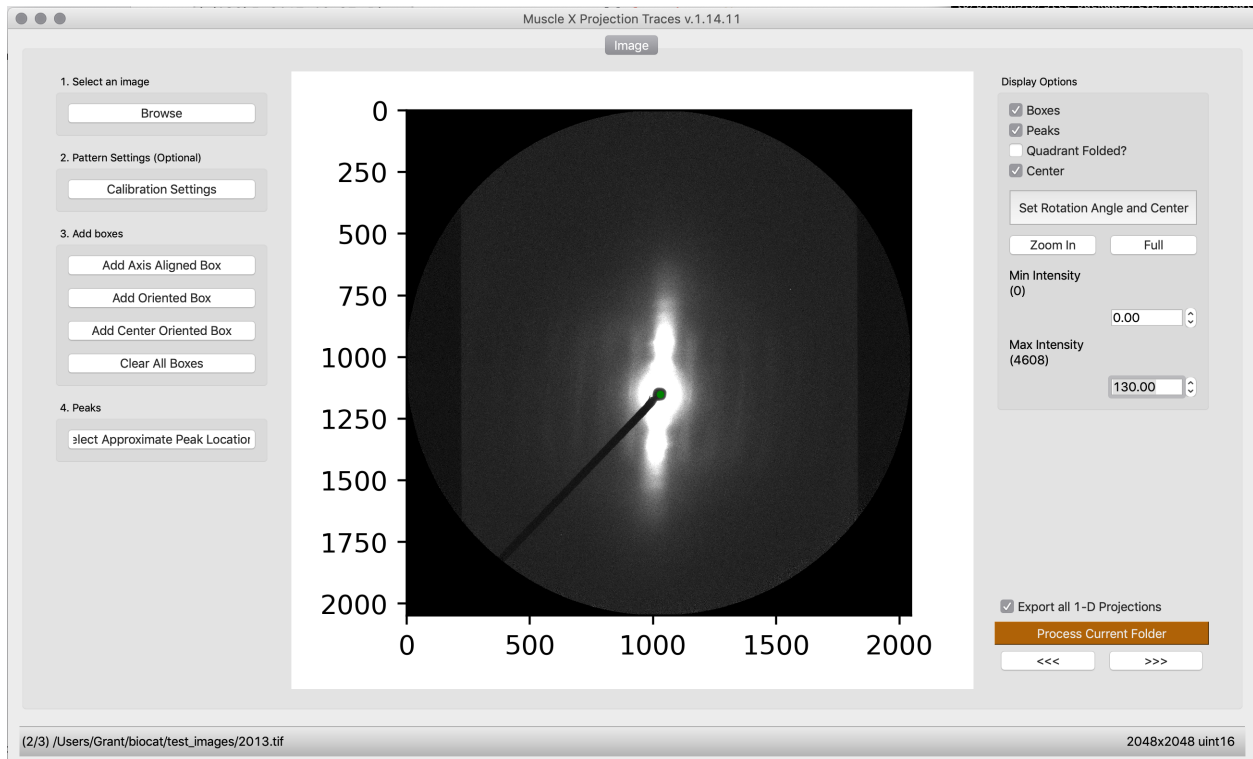 Muscle X Projection Traces v.1.14.11
Image
1. Select an image
Browse
2. Pattern Settings (Optional)
Calibration Settings
3. Add boxes
Add Axis Aligned Box
Add Oriented Box
Add Center Oriented Box
Clear All Boxes
4. Peaks
elect Approximate Peak Location
0
250
500
750
1000
1250
1500
1750
2000
0 500 1000 1500 2000
Display Options
Boxes
Peaks
Quadrant Folded?
Center
Set Rotation Angle and Center
Zoom In Full
Min Intensity
(0)
0.00
Max Intensity
(4608)
130.00
Export all 1-D Projections
Process Current Folder
<<< >>>
(2/3) /Users/Grant/biocat/test_images/2013.tif 2048x2048 uint16